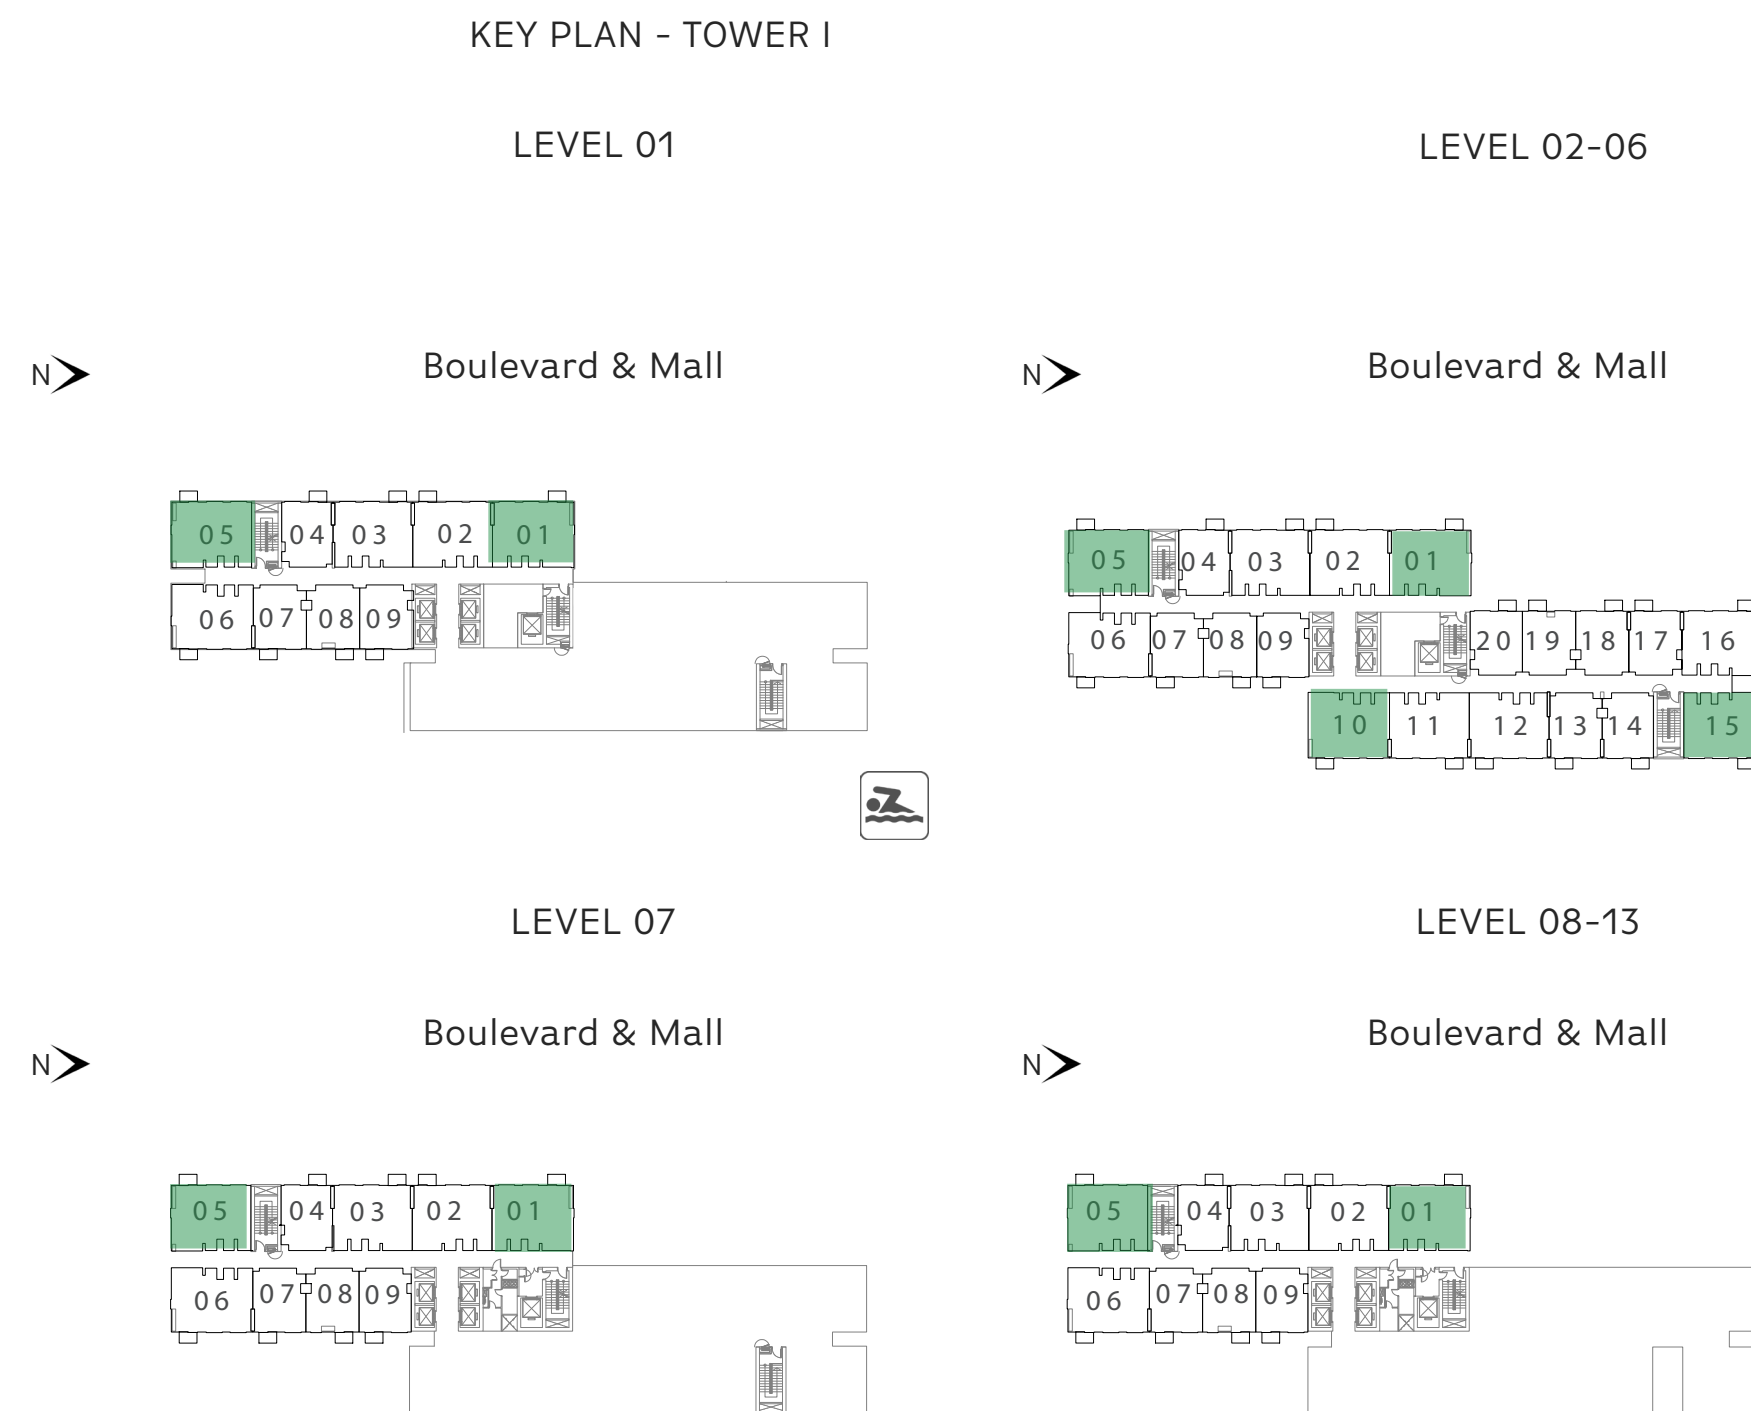 KEY PLAN - TOWER I
LEVEL 01
LEVEL 02-06
N
Boulevard & Mall
N
Boulevard & Mall
05 04 03 02 01
06 07 08 09
05 04 03 02 01
06 07 08 09 20 19 18 17 16
10 11 12 13 14 15
LEVEL 07
LEVEL 08-13
N
Boulevard & Mall
N
Boulevard & Mall
05 04 03 02 01
06 07 08 09
05 04 03 02 01
06 07 08 09